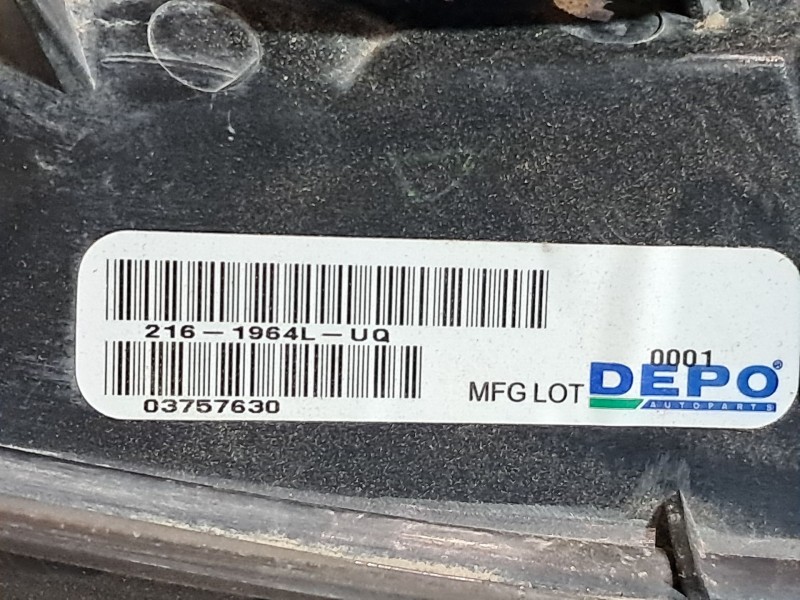 216-1964L-UQ
03757630
0001
MFG LOT DEPO®
AUTOPARTS